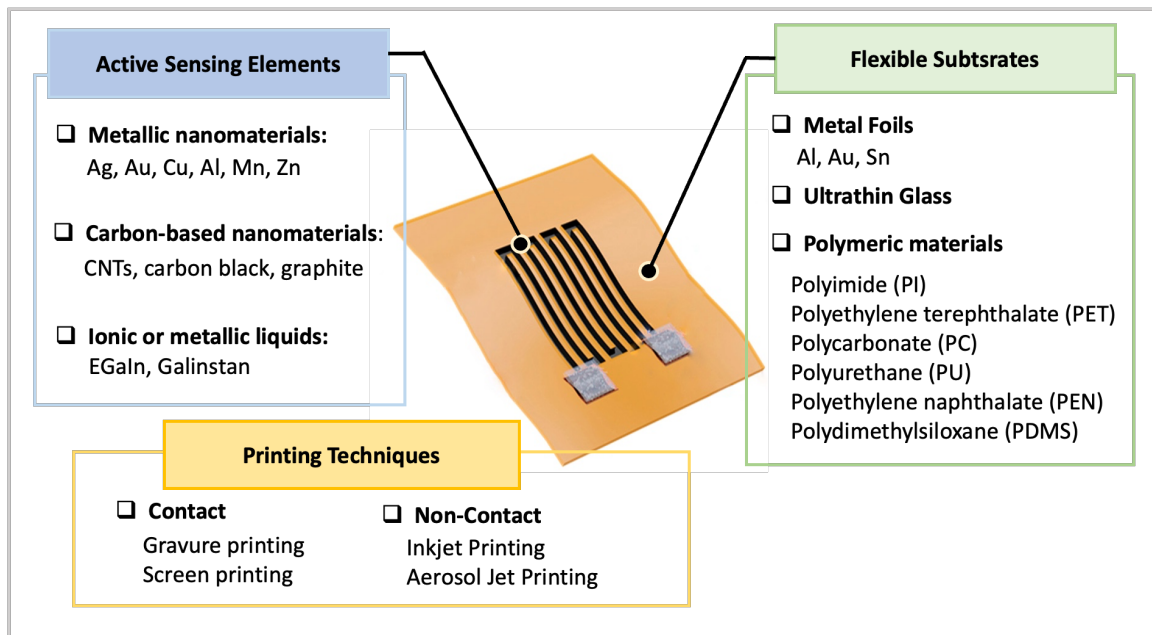 Active Sensing Elements
❑ Metallic nanomaterials:
Ag, Au, Cu, Al, Mn, Zn
❑ Carbon-based nanomaterials:
CNTs, carbon black, graphite
❑ Ionic or metallic liquids:
EGaIn, Galinstan
Flexible Subtsrates
❑ Metal Foils
Al, Au, Sn
❑ Ultrathin Glass
❑ Polymeric materials
Polyimide (PI)
Polyethylene terephthalate (PET)
Polycarbonate (PC)
Polyurethane (PU)
Polyethylene naphthalate (PEN)
Polydimethylsiloxane (PDMS)
Printing Techniques
❑ Contact
Gravure printing
Screen printing
❑ Non-Contact
Inkjet Printing
Aerosol Jet Printing